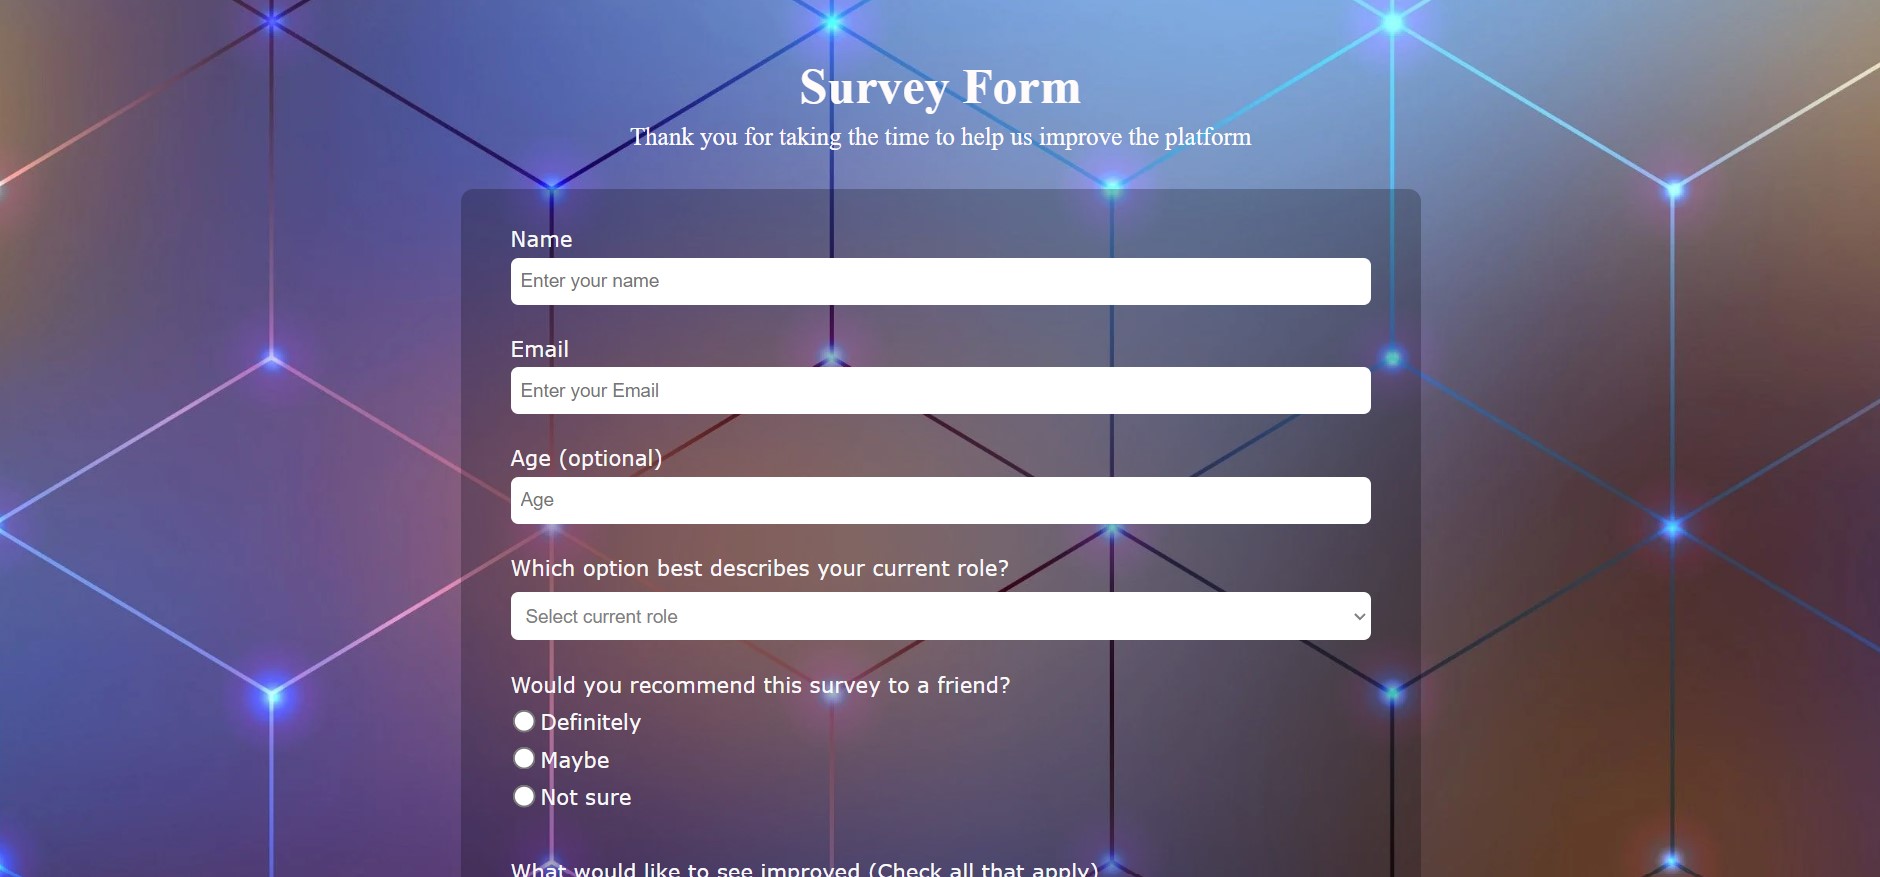 Survey Form
Thank you for taking the time to help us improve the platform
Name
Enter your name
Email
Enter your Email
Age (optional)
Age
Which option best describes your current role?
Select current role
Would you recommend this survey to a friend?
Definitely
Maybe
Not sure
What would like to see improved (Check all that apply)